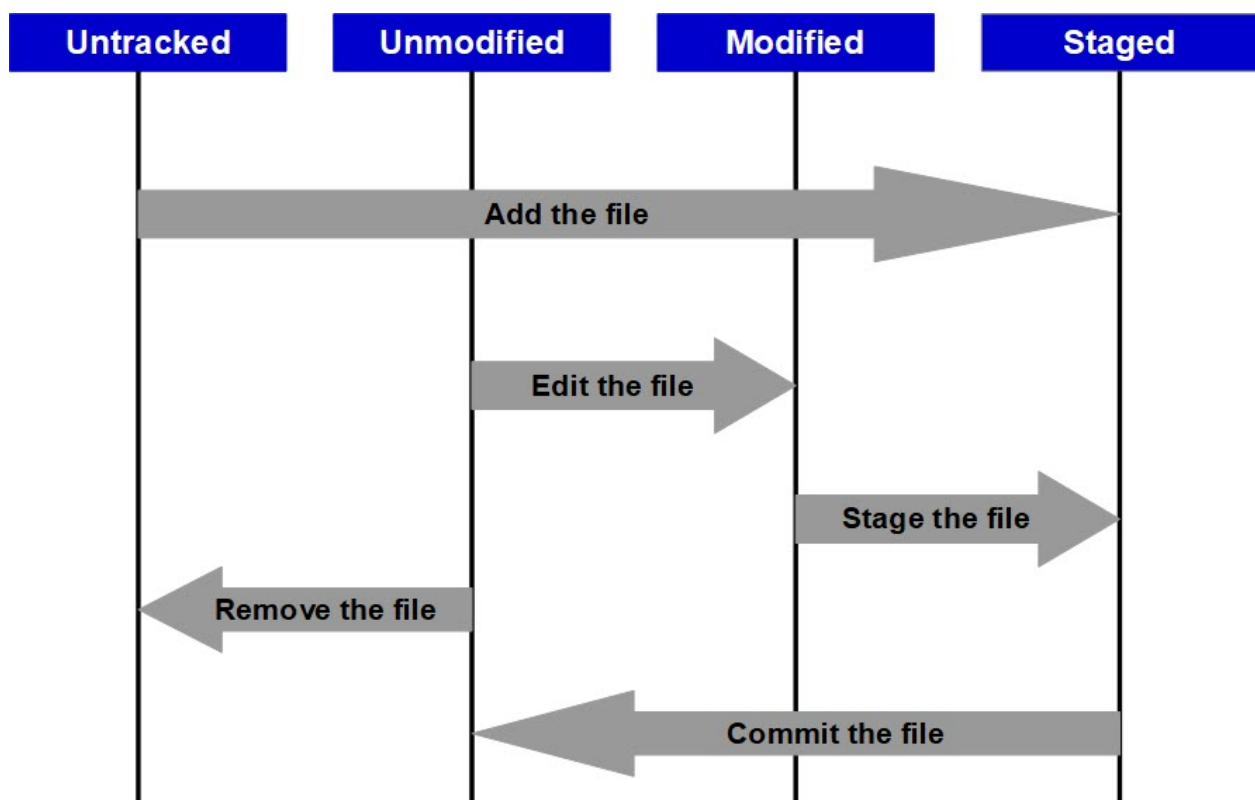 Untracked
Unmodified
Modified
Staged
Add the file
Edit the file
Stage the file
Remove the file
Commit the file